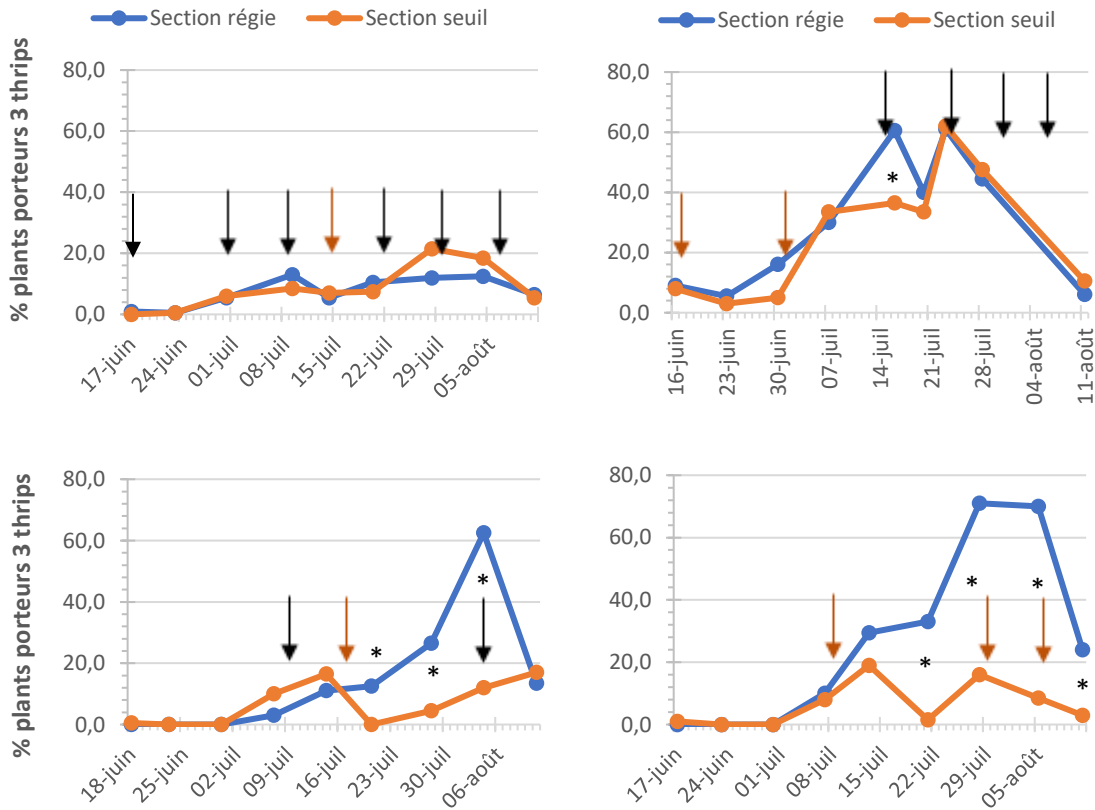 Section régie Section seuil
% plants porteurs 3 thrips
80,0
60,0
40,0
20,0
0,0
17-juin 24-juin 01-juil 08-juil 15-juil 22-juil 29-juil 05-août
Section régie Section seuil
80,0
60,0
40,0
20,0
0,0
*
16-juin 23-juin 30-juin 07-juil 14-juil 21-juil 28-juil 04-août 11-août
% plants porteurs 3 thrips
80,0
60,0
40,0
20,0
0,0
* * *
18-juin 25-juin 02-juil 09-juil 16-juil 23-juil 30-juil 06-août
80,0
60,0
40,0
20,0
0,0
* * * *
17-juin 24-juin 01-juil 08-juil 15-juil 22-juil 29-juil 05-août